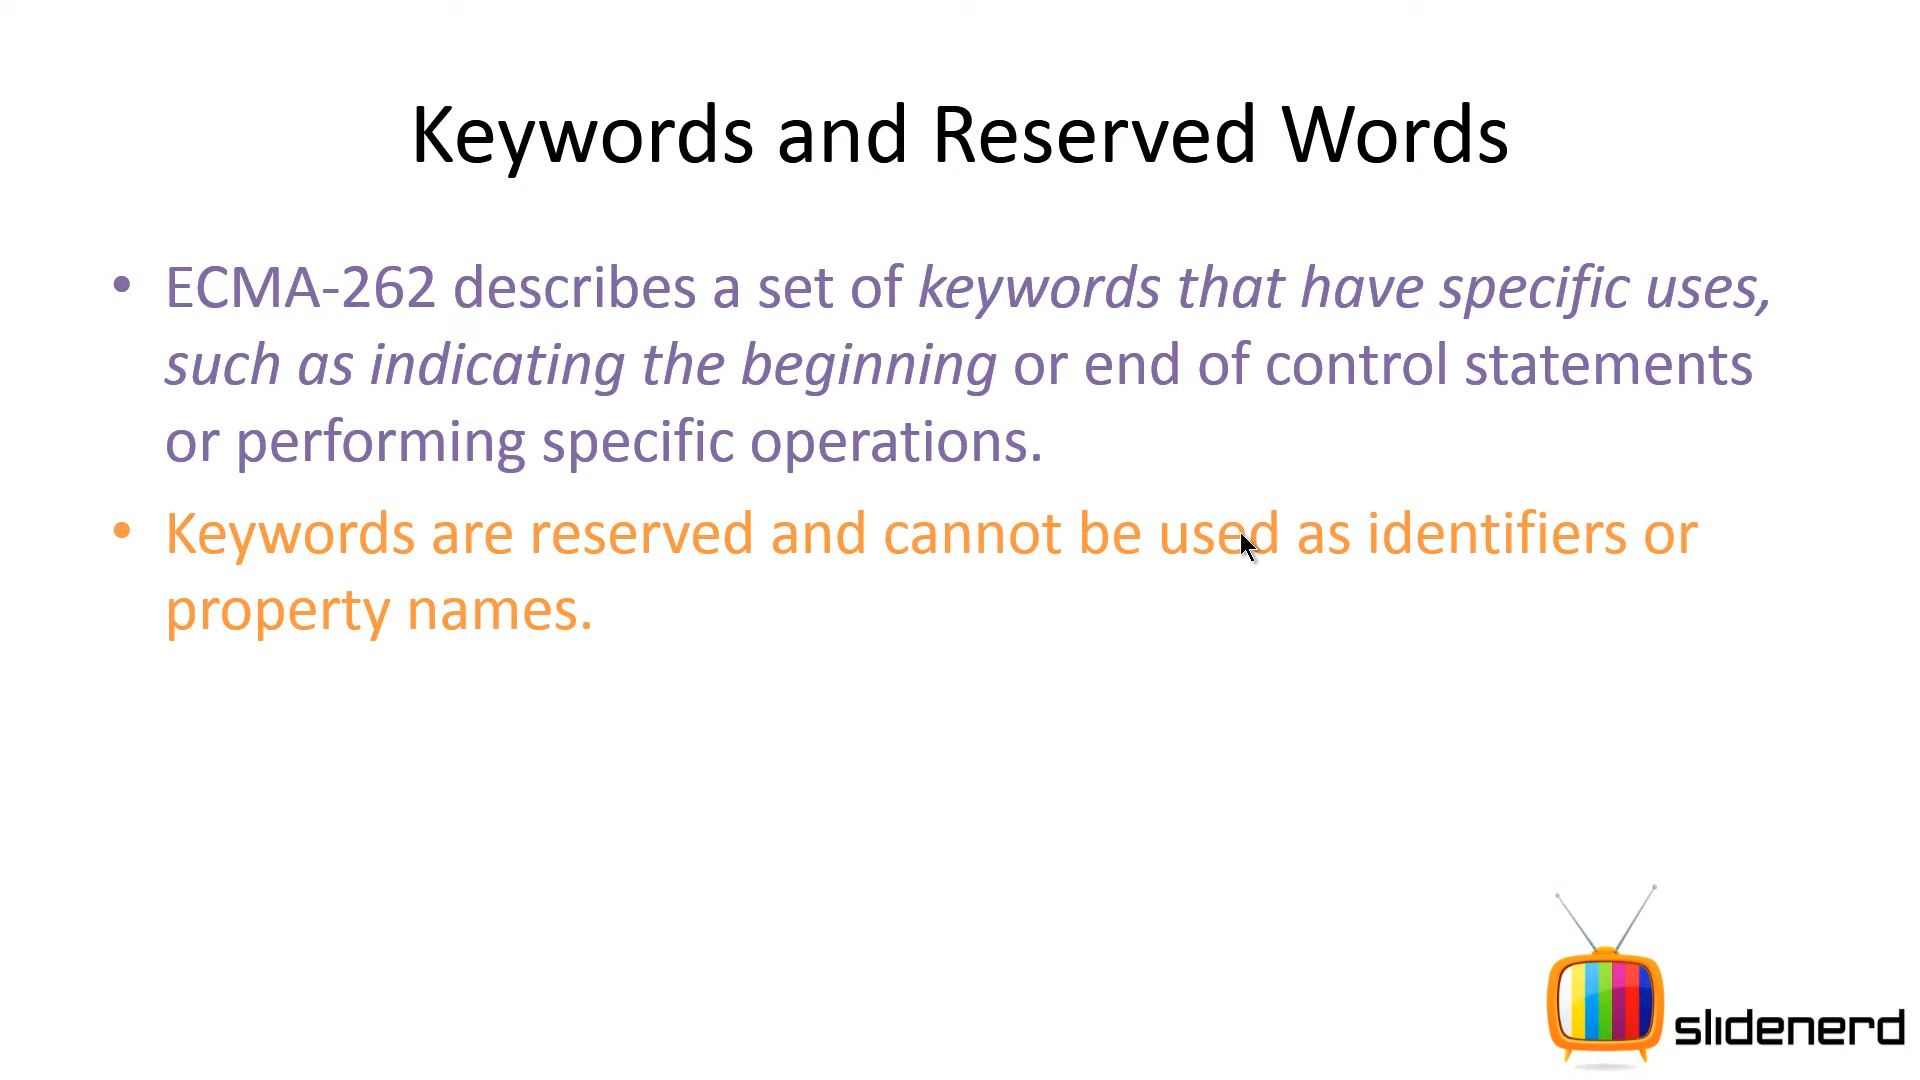 Keywords and Reserved Words
• ECMA-262 describes a set of keywords that have specific uses,
such as indicating the beginning or end of control statements
or performing specific operations.
• Keywords are reserved and cannot be used as identifiers or
property names.
slidenerd